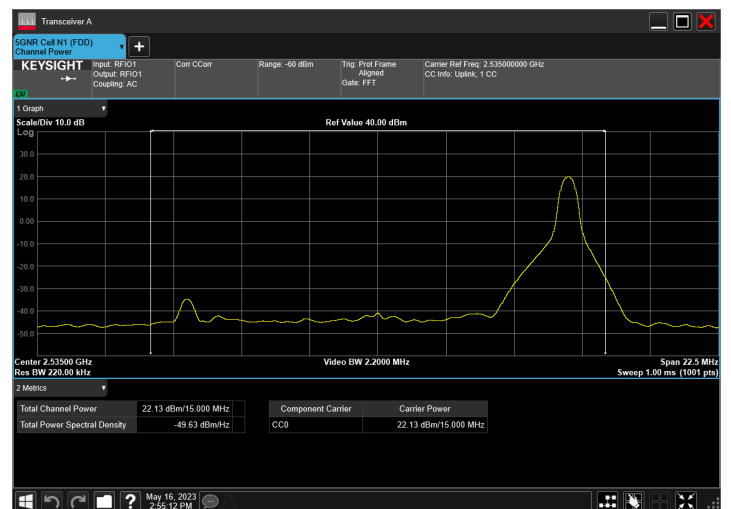 Transceiver A
5GNR Cell N1 (FDD)
Channel Power
KEYSIGHT
LXI
Input: RFIO1
Output: RFIO1
Coupling: AC
Corr CCorr
Range: -60 dBm
Trig: Prot Frame
Aligned
Gate: FFT
Carrier Ref Freq: 2.535000000 GHz
CC Info: Uplink, 1 CC
1 Graph
Scale/Div 10.0 dB
Ref Value 40.00 dBm
Log
30.0
20.0
10.0
0.00
-10.0
-20.0
-30.0
-40.0
-50.0
Center 2.53500 GHz
Video BW 2.2000 MHz
Span 22.5 MHz
Res BW 220.00 kHz
Sweep 1.00 ms (1001 pts)
2 Metrics
Total Channel Power 22.13 dBm/15.000 MHz
Total Power Spectral Density -49.63 dBm/Hz
Component Carrier Carrier Power
CC0 22.13 dBm/15.000 MHz
?
May 16, 2023
2:55:12 PM